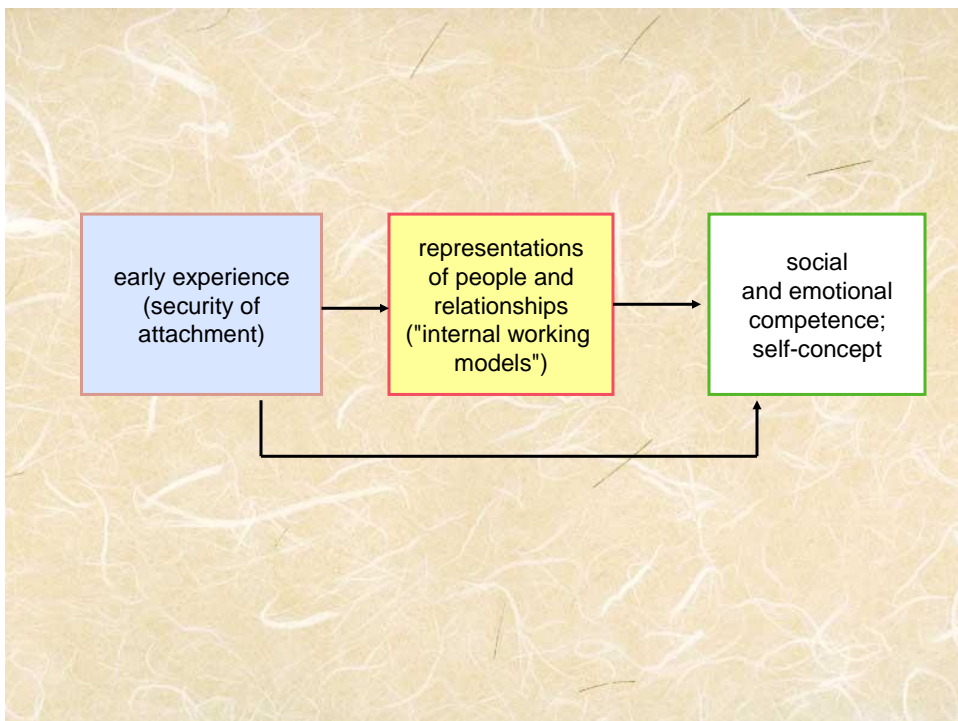 early experience
(security of
attachment)
representations
of people and
relationships
("internal working
models")
social
and emotional
competence;
self-concept